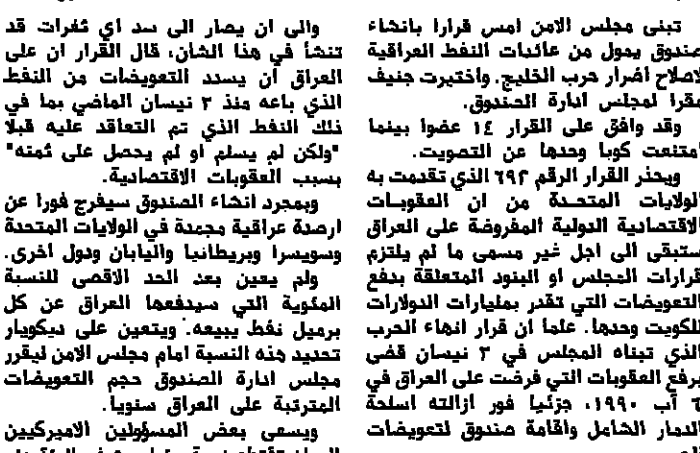 تبنى مجلس الامن امس قرارا بانشاء
صندوق يمول من عائدات النفط العراقية
لاصلاح اضرار حرب الخليج. واختيرت جنيف
مقرا لمجلس ادارة الصندوق.
وقد وافق على القرار ١٤ عضوا بينما
امتنعت كوبا وحدها عن التصويت.
ويحذر القرار الرقم ٦٩٢ الذي تقدمت به
الولايات المتحدة من ان العقوبات
الاقتصادية الدولية المفروضة على العراق
ستبقى الى اجل غير مسمى ما لم يلتزم
قرارات المجلس او البنود المتعلقة بدفع
التعويضات التي تقدر بمليارات الدولارات
للكويت وحدها. علما ان قرار انهاء الحرب
الذي تبناه المجلس في ٣ نيسان قضى
برفع العقوبات التي فرضت على العراق في
٦ آب ١٩٩٠، جزئيا فور ازالته اسلحة
الدمار الشامل واقامة صندوق لتعويضات
والى ان يصار الى سد اي ثغرات قد
تنشأ في هذا الشأن، قال القرار ان على
العراق أن يسدد التعويضات من النفط
الذي باعه منذ ٣ نيسان الماضي بما في
ذلك النفط الذي تم التعاقد عليه قبلا
"ولكن لم يسلم او لم يحصل على ثمنه"
بسبب العقوبات الاقتصادية.
وبمجرد انشاء الصندوق سيفرج فورا عن
ارصدة عراقية مجمدة في الولايات المتحدة
وسويسرا وبريطانيا واليابان ودول اخرى.
ولم يعين بعد الحد الاقصى للنسبة
المئوية التي سيدفعها العراق عن كل
برميل نفط يبيعه. ويتعين على ديكويار
تحديد هذه النسبة امام مجلس الامن ليقرر
مجلس ادارة الصندوق حجم التعويضات
المترتبة على العراق سنويا.
ويسعى بعض المسؤولين الاميركيين